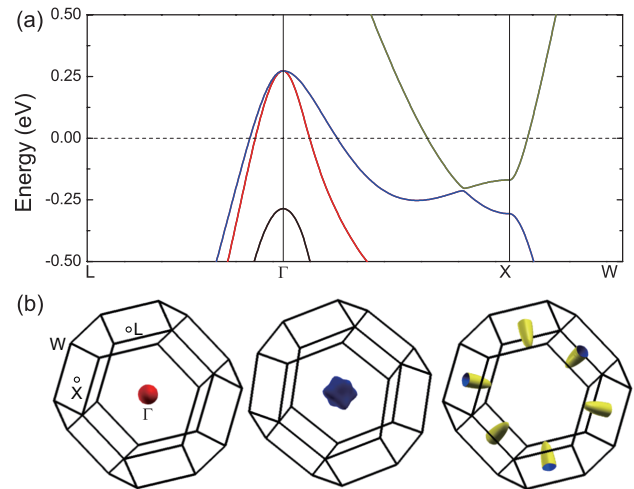 (a)
0.50
0.25
0.00
-0.25
-0.50
Energy (eV)
L Γ X W
(b)
W
L
X
Γ